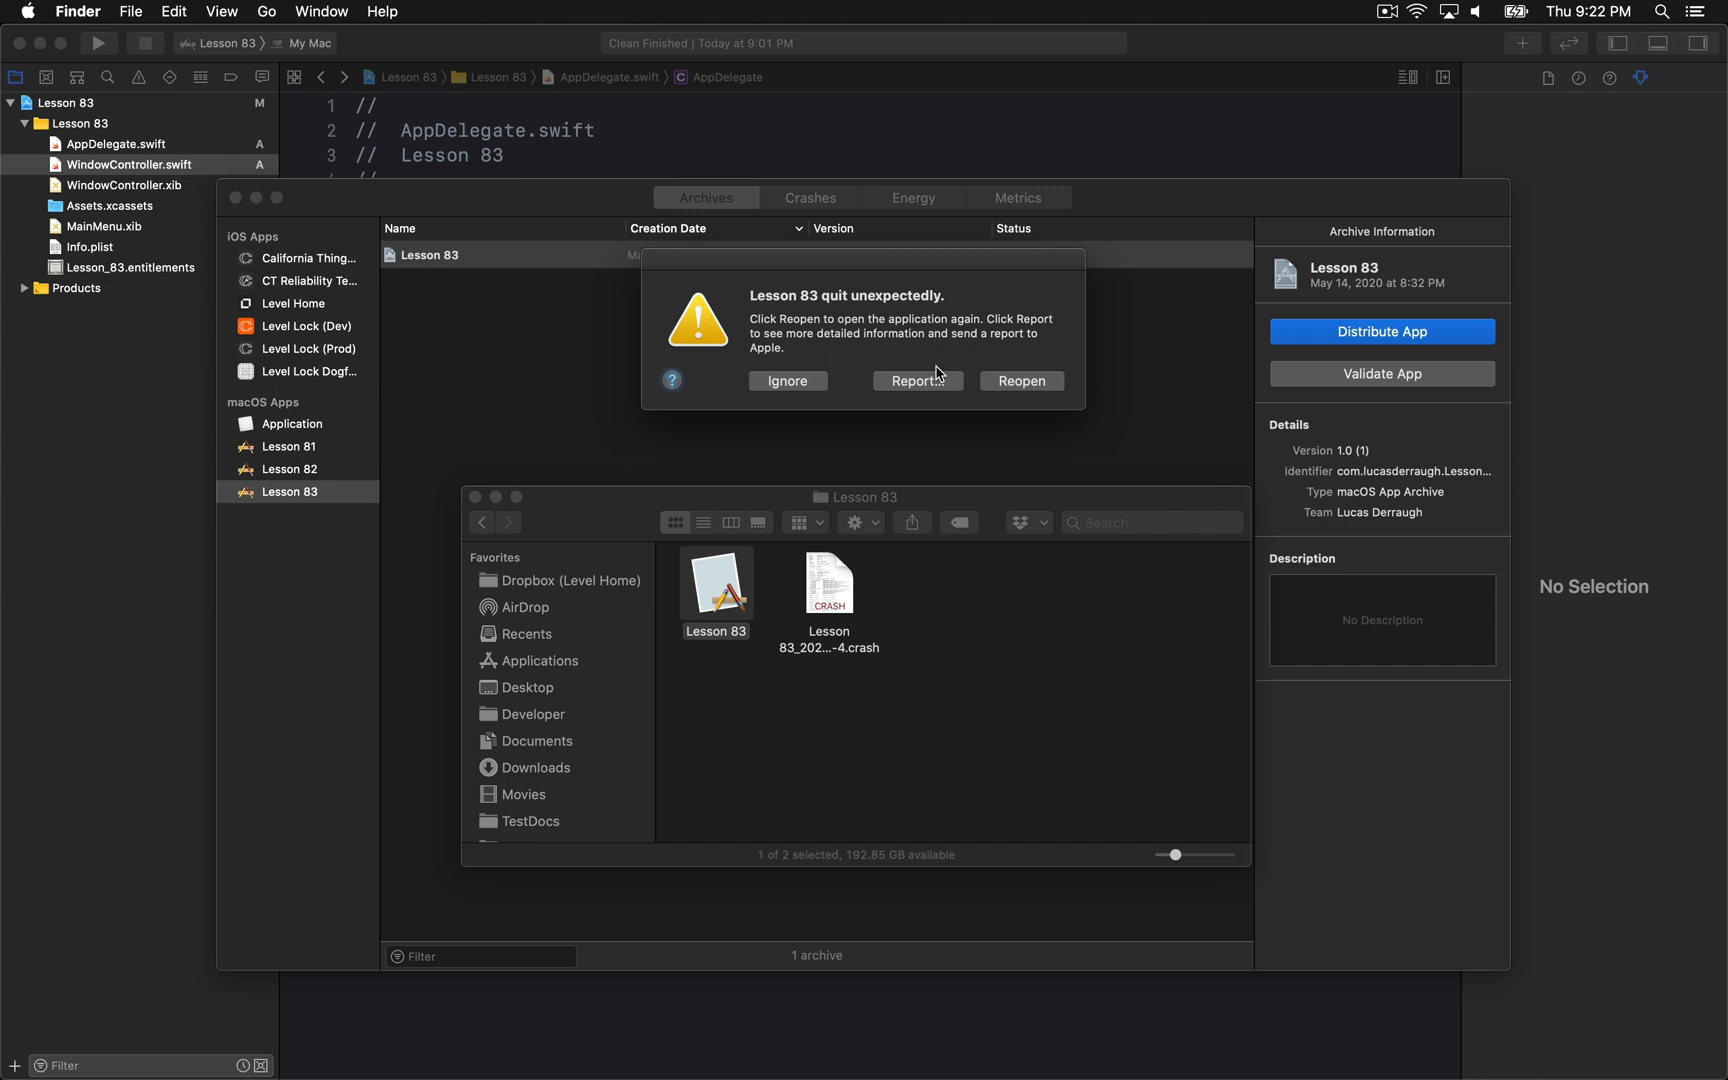 Finder File Edit View Go Window Help
Thu 9:22 PM
Lesson 83 〉 My Mac
Clean Finished | Today at 9:01 PM
Lesson 83 〉 Lesson 83 〉 AppDelegate.swift 〉 C AppDelegate
Lesson 83 M
Lesson 83
AppDelegate.swift A
WindowController.swift A
WindowController.xib
Assets.xcassets
MainMenu.xib
Info.plist
Lesson_83.entitlements
Products
1 //
2 // AppDelegate.swift
3 // Lesson 83
//
Archives Crashes Energy Metrics
iOS Apps
California Thing...
CT Reliability Te...
Level Home
Level Lock (Dev)
Level Lock (Prod)
Level Lock Dogf...
macOS Apps
Application
Lesson 81
Lesson 82
Lesson 83
Name Creation Date Version Status
Lesson 83
Lesson 83 quit unexpectedly.
Click Reopen to open the application again. Click Report
to see more detailed information and send a report to
Apple.
? Ignore Report... Reopen
Lesson 83
Search
Favorites
Dropbox (Level Home)
AirDrop
Recents
Applications
Desktop
Developer
Documents
Downloads
Movies
TestDocs
Lesson 83
CRASH
Lesson
83_202...-4.crash
1 of 2 selected, 192.85 GB available
Filter
1 archive
Archive Information
Lesson 83
May 14, 2020 at 8:32 PM
Distribute App
Validate App
Details
Version 1.0 (1)
Identifier com.lucasderraugh.Lesson...
Type macOS App Archive
Team Lucas Derraugh
Description
No Description
No Selection
Filter